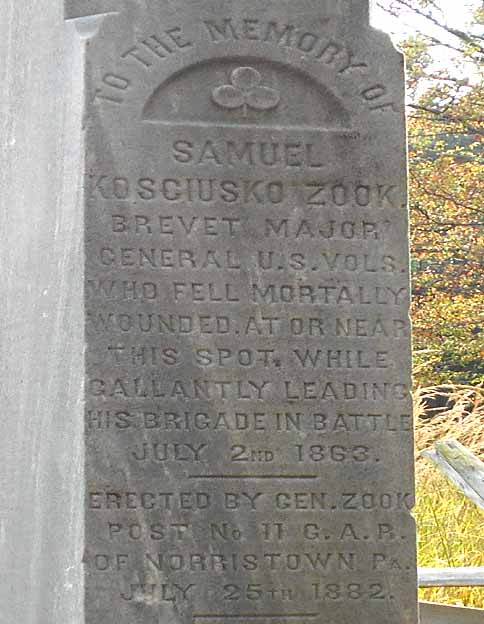 TO THE MEMORY OF
SAMUEL
KOSCIUSKO ZOOK.
BREVET MAJOR
GENERAL U.S. VOLS.
WHO FELL MORTALLY
WOUNDED. AT OR NEAR
THIS SPOT. WHILE
GALLANTLY LEADING
HIS BRIGADE IN BATTLE
JULY 2ND 1863.
ERECTED BY GEN. ZOOK
POST No 11 G.A.R.
OF NORRISTOWN PA.
JULY 25TH 1882.